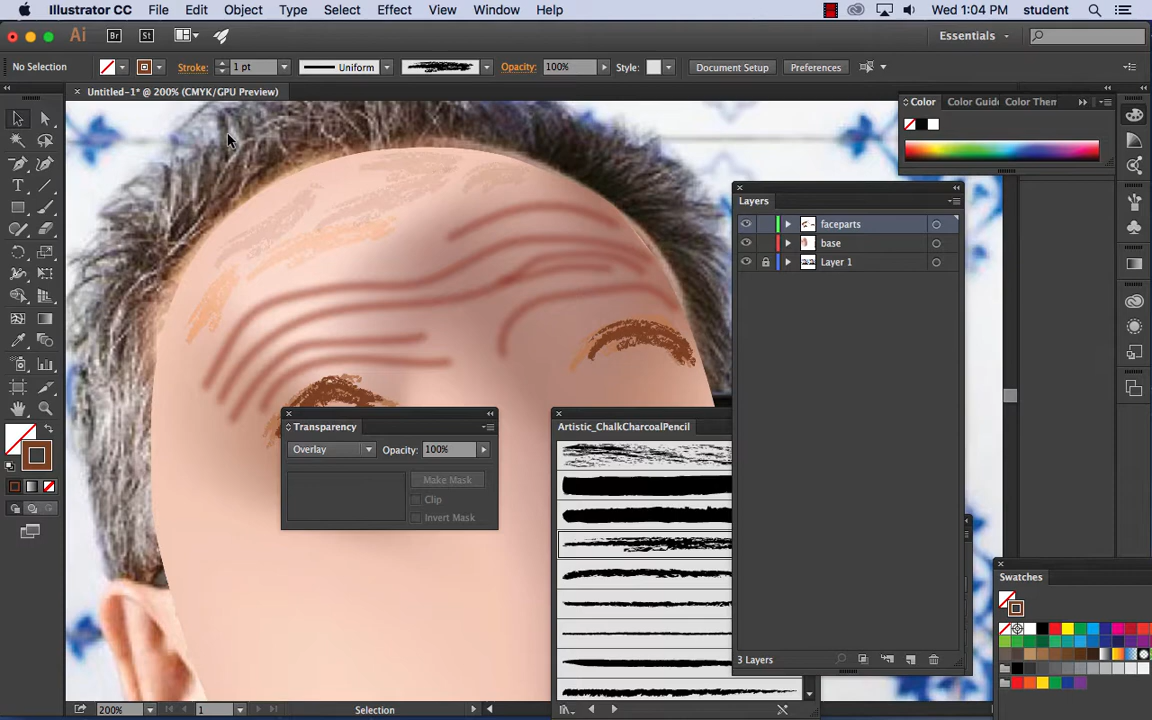 Illustrator CC File Edit Object Type Select Effect View Window Help Wed 1:04 PM student
Ai Br St Essentials
No Selection Stroke: 1 pt Uniform Opacity: 100% Style: Document Setup Preferences
Untitled-1* @ 200% (CMYK/GPU Preview)
Color Color Guide Color Them
Layers
faceparts
base
Layer 1
3 Layers
Transparency
Overlay Opacity: 100%
Make Mask
Clip
Invert Mask
Artistic_ChalkCharcoalPencil
Swatches
200% 1 Selection